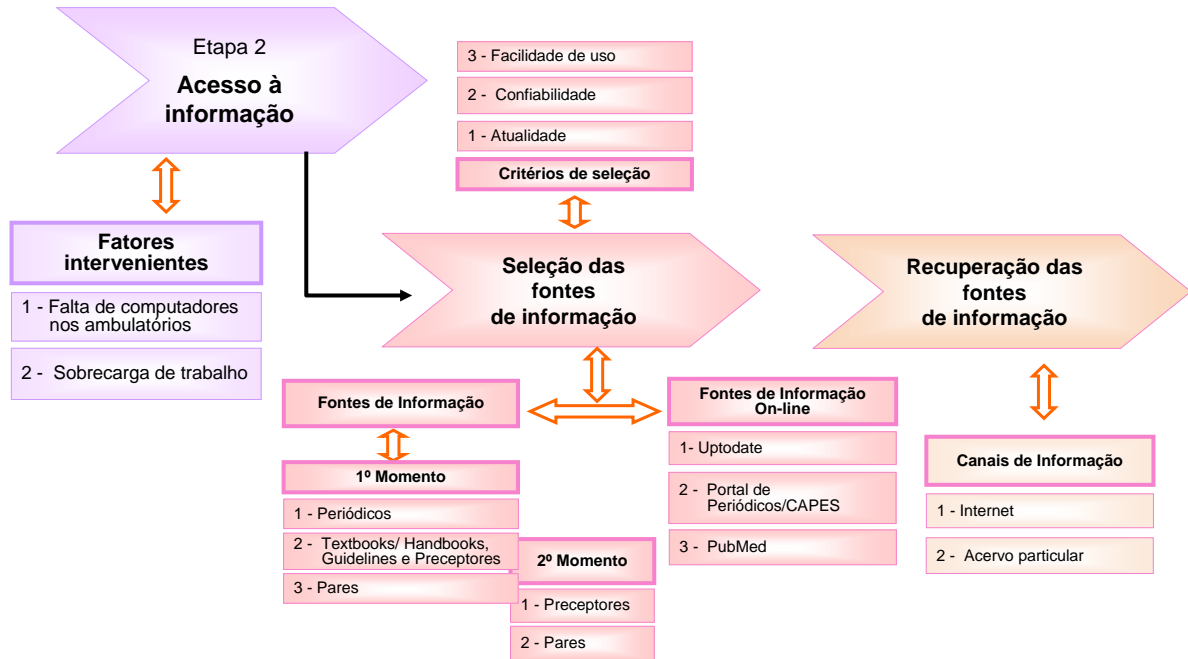 Etapa 2
Acesso à
informação
3 - Facilidade de uso
2 - Confiabilidade
1 - Atualidade
Critérios de seleção
Fatores
intervenientes
1 - Falta de computadores
nos ambulatórios
2 - Sobrecarga de trabalho
Seleção das
fontes
de informação
Recuperação das
fontes
de informação
Fontes de Informação
1º Momento
1 - Periódicos
2 - Textbooks/ Handbooks,
Guidelines e Preceptores
3 - Pares
2º Momento
1 - Preceptores
2 - Pares
Fontes de Informação
On-line
1- Uptodate
2 - Portal de
Periódicos/CAPES
3 - PubMed
Canais de Informação
1 - Internet
2 - Acervo particular